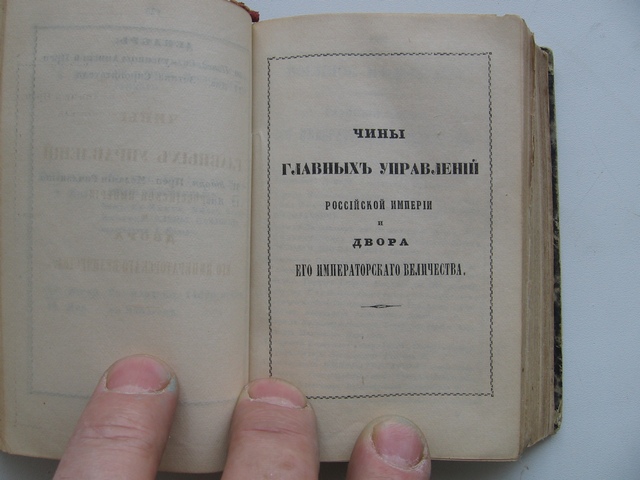 ЧИНЫ
ГЛАВНЫХЪ УПРАВЛЕНІЙ
РОССІЙСКОЙ ИМПЕРІИ
и
ДВОРА
ЕГО ИМПЕРАТОРСКАГО ВЕЛИЧЕСТВА.